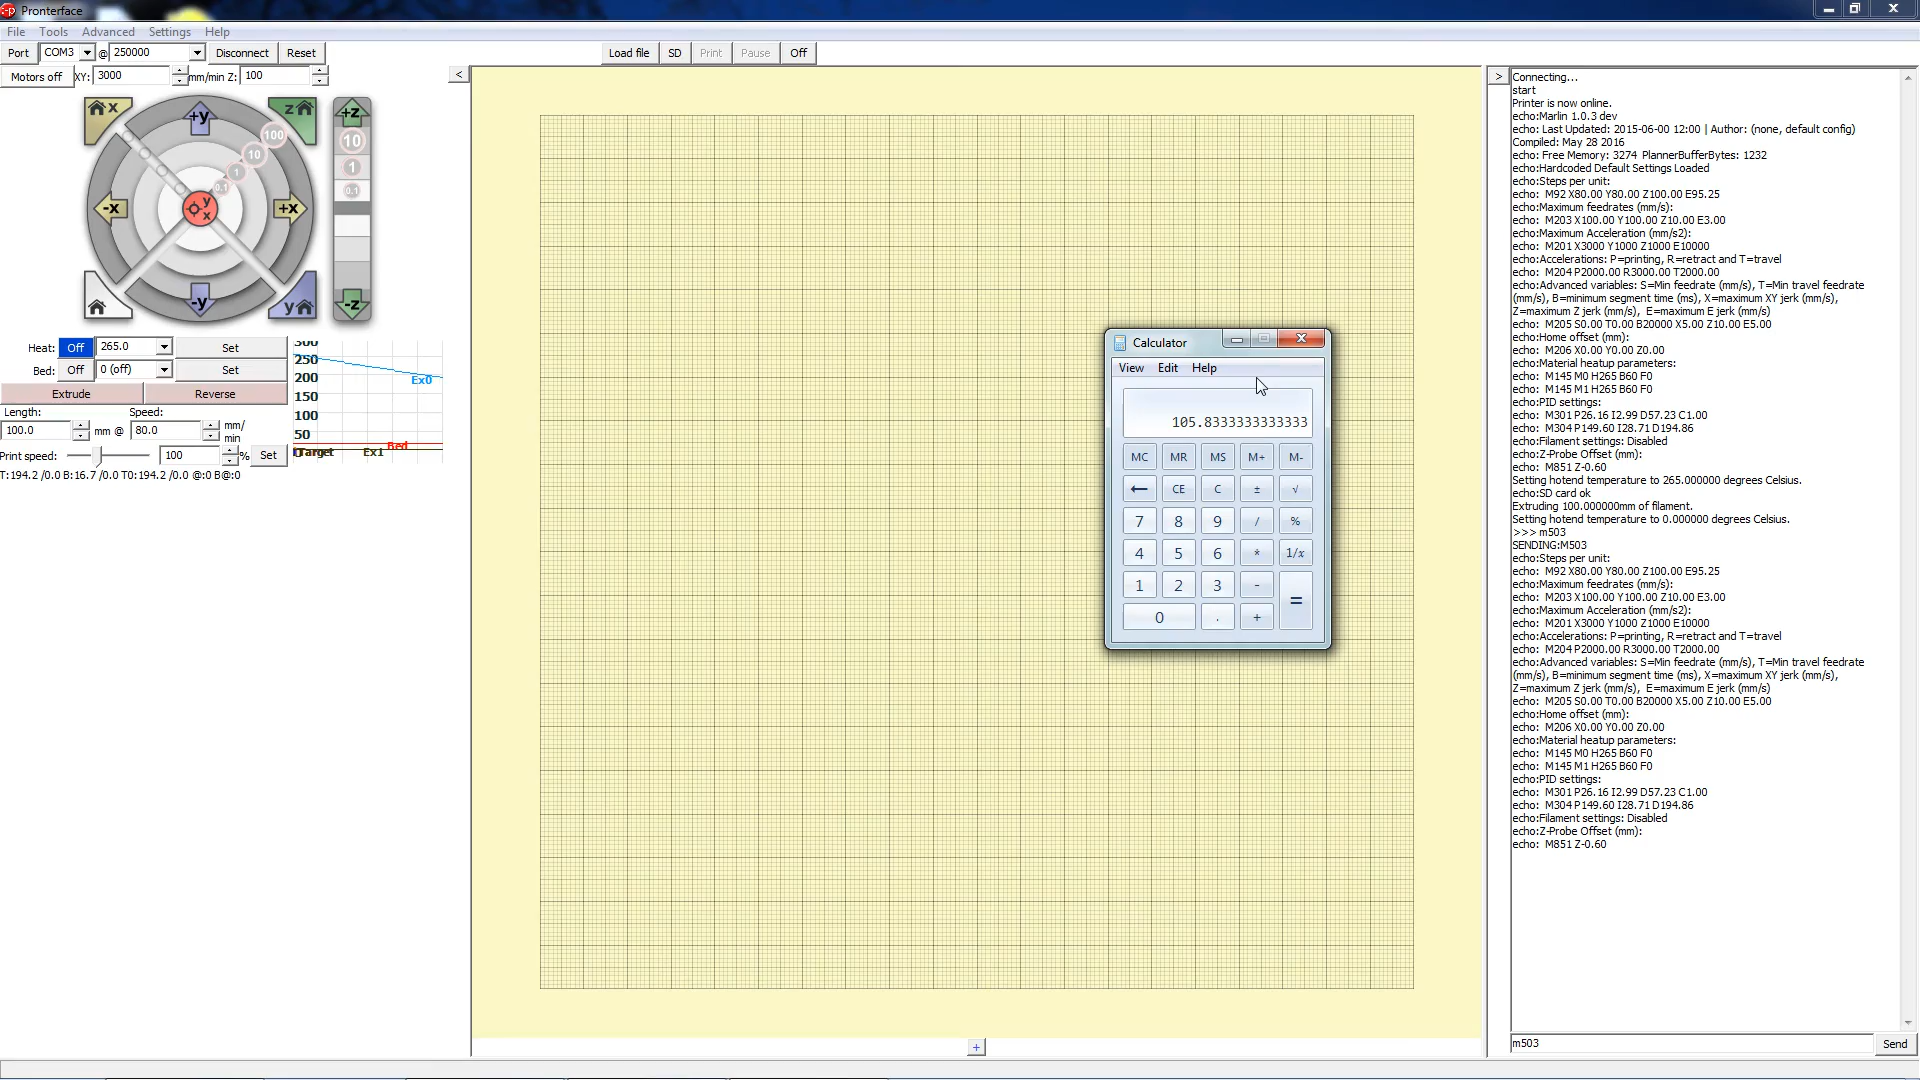 Pronterface
File Tools Advanced Settings Help
Port COM3 @ 250000 Disconnect Reset
Load file SD Print Pause Off
Motors off XY: 3000 mm/min Z: 100
<
x
+y
z
100
10
1
0.1
-x
y
x
+x
-y
y
+z
10
1
0.1
-z
Heat: Off 265.0 Set
Bed: Off 0 (off) Set
Extrude Reverse
Length: Speed:
100.0 mm @ 80.0 mm/
min
Print speed: 100 % Set
T:194.2 /0.0 B:16.7 /0.0 T0:194.2 /0.0 @:0 B@:0
300
250
200
150
100
50
Ex0
Bed
Target Ex1
+
Calculator
View Edit Help
105.8333333333333
MC MR MS M+ M-
← CE C ± √
7 8 9 / %
4 5 6 * 1/x
1 2 3 - =
0 . +
>
Connecting...
start
Printer is now online.
echo:Marlin 1.0.3 dev
echo: Last Updated: 2015-06-00 12:00 | Author: (none, default config)
Compiled: May 28 2016
echo: Free Memory: 3274 PlannerBufferBytes: 1232
echo:Hardcoded Default Settings Loaded
echo:Steps per unit:
echo: M92 X80.00 Y80.00 Z100.00 E95.25
echo:Maximum feedrates (mm/s):
echo: M203 X100.00 Y100.00 Z10.00 E3.00
echo:Maximum Acceleration (mm/s2):
echo: M201 X3000 Y1000 Z1000 E10000
echo:Accelerations: P=printing, R=retract and T=travel
echo: M204 P2000.00 R3000.00 T2000.00
echo:Advanced variables: S=Min feedrate (mm/s), T=Min travel feedrate
(mm/s), B=minimum segment time (ms), X=maximum XY jerk (mm/s),
Z=maximum Z jerk (mm/s), E=maximum E jerk (mm/s)
echo: M205 S0.00 T0.00 B20000 X5.00 Z10.00 E5.00
echo:Home offset (mm):
echo: M206 X0.00 Y0.00 Z0.00
echo:Material heatup parameters:
echo: M145 M0 H265 B60 F0
echo: M145 M1 H265 B60 F0
echo:PID settings:
echo: M301 P26.16 I2.99 D57.23 C1.00
echo: M304 P149.60 I28.71 D194.86
echo:Filament settings: Disabled
echo:Z-Probe Offset (mm):
echo: M851 Z-0.60
Setting hotend temperature to 265.000000 degrees Celsius.
echo:SD card ok
Extruding 100.000000mm of filament.
Setting hotend temperature to 0.000000 degrees Celsius.
>>> m503
SENDING:M503
echo:Steps per unit:
echo: M92 X80.00 Y80.00 Z100.00 E95.25
echo:Maximum feedrates (mm/s):
echo: M203 X100.00 Y100.00 Z10.00 E3.00
echo:Maximum Acceleration (mm/s2):
echo: M201 X3000 Y1000 Z1000 E10000
echo:Accelerations: P=printing, R=retract and T=travel
echo: M204 P2000.00 R3000.00 T2000.00
echo:Advanced variables: S=Min feedrate (mm/s), T=Min travel feedrate
(mm/s), B=minimum segment time (ms), X=maximum XY jerk (mm/s),
Z=maximum Z jerk (mm/s), E=maximum E jerk (mm/s)
echo: M205 S0.00 T0.00 B20000 X5.00 Z10.00 E5.00
echo:Home offset (mm):
echo: M206 X0.00 Y0.00 Z0.00
echo:Material heatup parameters:
echo: M145 M0 H265 B60 F0
echo: M145 M1 H265 B60 F0
echo:PID settings:
echo: M301 P26.16 I2.99 D57.23 C1.00
echo: M304 P149.60 I28.71 D194.86
echo:Filament settings: Disabled
echo:Z-Probe Offset (mm):
echo: M851 Z-0.60
m503 Send